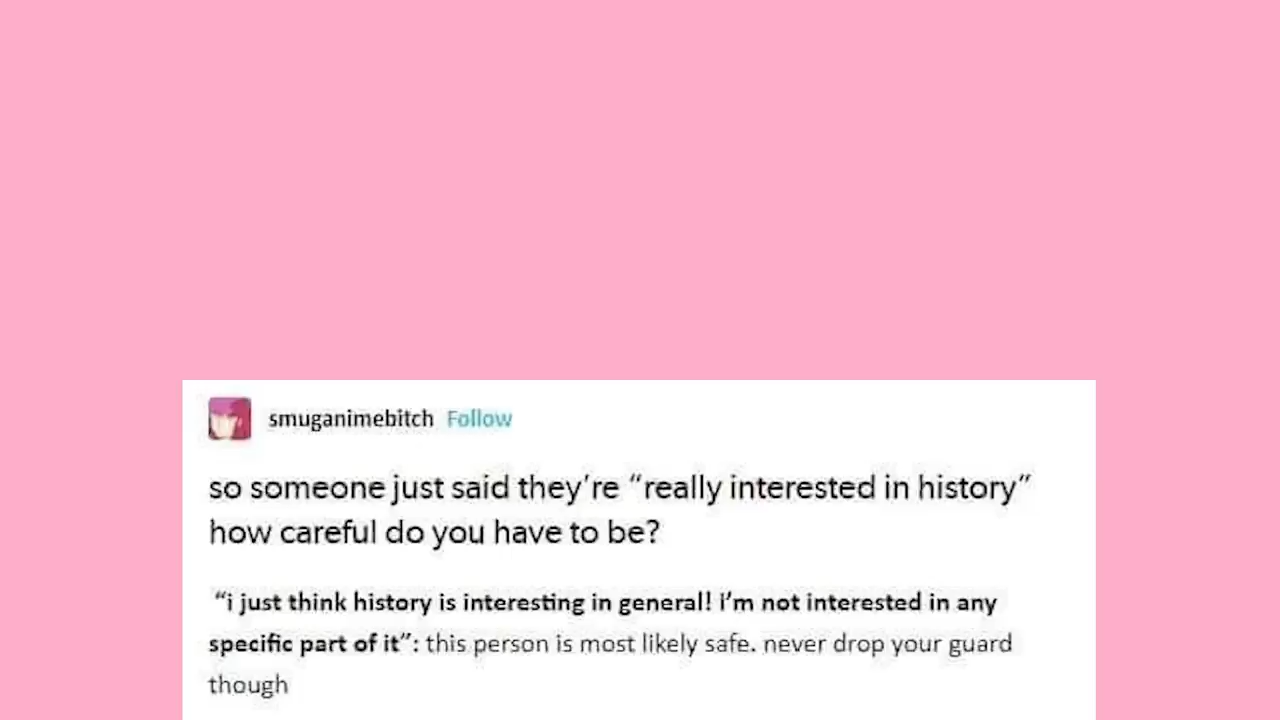 smuganimebitch Follow
so someone just said they’re “really interested in history”
how careful do you have to be?
“i just think history is interesting in general! i’m not interested in any
specific part of it”: this person is most likely safe. never drop your guard
though